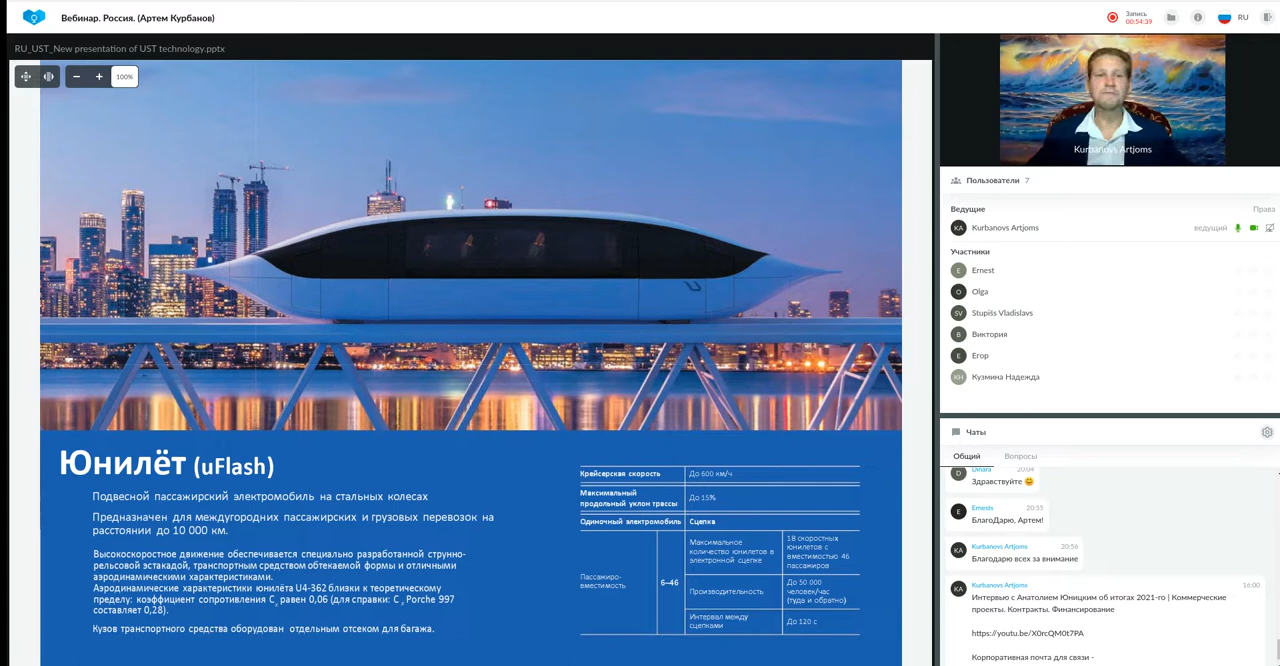 Вебинар. Россия. (Артем Курбанов)
Запись
00:54:39
RU
RU_UST_New presentation of UST technology.pptx
100%
Юнилёт (uFlash)
Подвесной пассажирский электромобиль на стальных колесах
Предназначен для междугородних пассажирских и грузовых перевозок на
расстоянии до 10 000 км.
Высокоскоростное движение обеспечивается специально разработанной струнно-
рельсовой эстакадой, транспортным средством обтекаемой формы и отличными
аэродинамическими характеристиками.
Аэродинамические характеристики юнилёта U4-362 близки к теоретическому
пределу: коэффициент сопротивления Cx равен 0,06 (для справки: C x Porche 997
составляет 0,28).
Кузов транспортного средства оборудован отдельным отсеком для багажа.
Крейсерская скорость До 600 км/ч
Максимальный
продольный уклон трассы До 15%
Одиночный электромобиль Сцепка
Пассажиро-
вместимость
6–46
Максимальное
количество юнилетов в
электронной сцепке
18 скоростных
юнилетов с
вместимостью 46
пассажиров
Производительность
До 50 000
человек/час
(туда и обратно)
Интервал между
сцепками
До 120 с
Kurbanovs Artjoms
Пользователи 7
Ведущие Права
KA Kurbanovs Artjoms ведущий
Участники
E Ernest
O Olga
SV Stupišs Vladislavs
В Виктория
Е Егор
КН Кузмина Надежда
Чаты
Общий Вопросы
D Dinara 20:04
Здравствуйте 😊
E Ernests 20:55
БлагоДарю, Артем!
KA Kurbanovs Artjoms 20:56
Благодарю всех за внимание
KA Kurbanovs Artjoms 16:00
Интервью с Анатолием Юницким об итогах 2021-го | Коммерческие
проекты. Контракты. Финансирование
https://youtu.be/X0rcQM0t7PA
Корпоративная почта для связи -